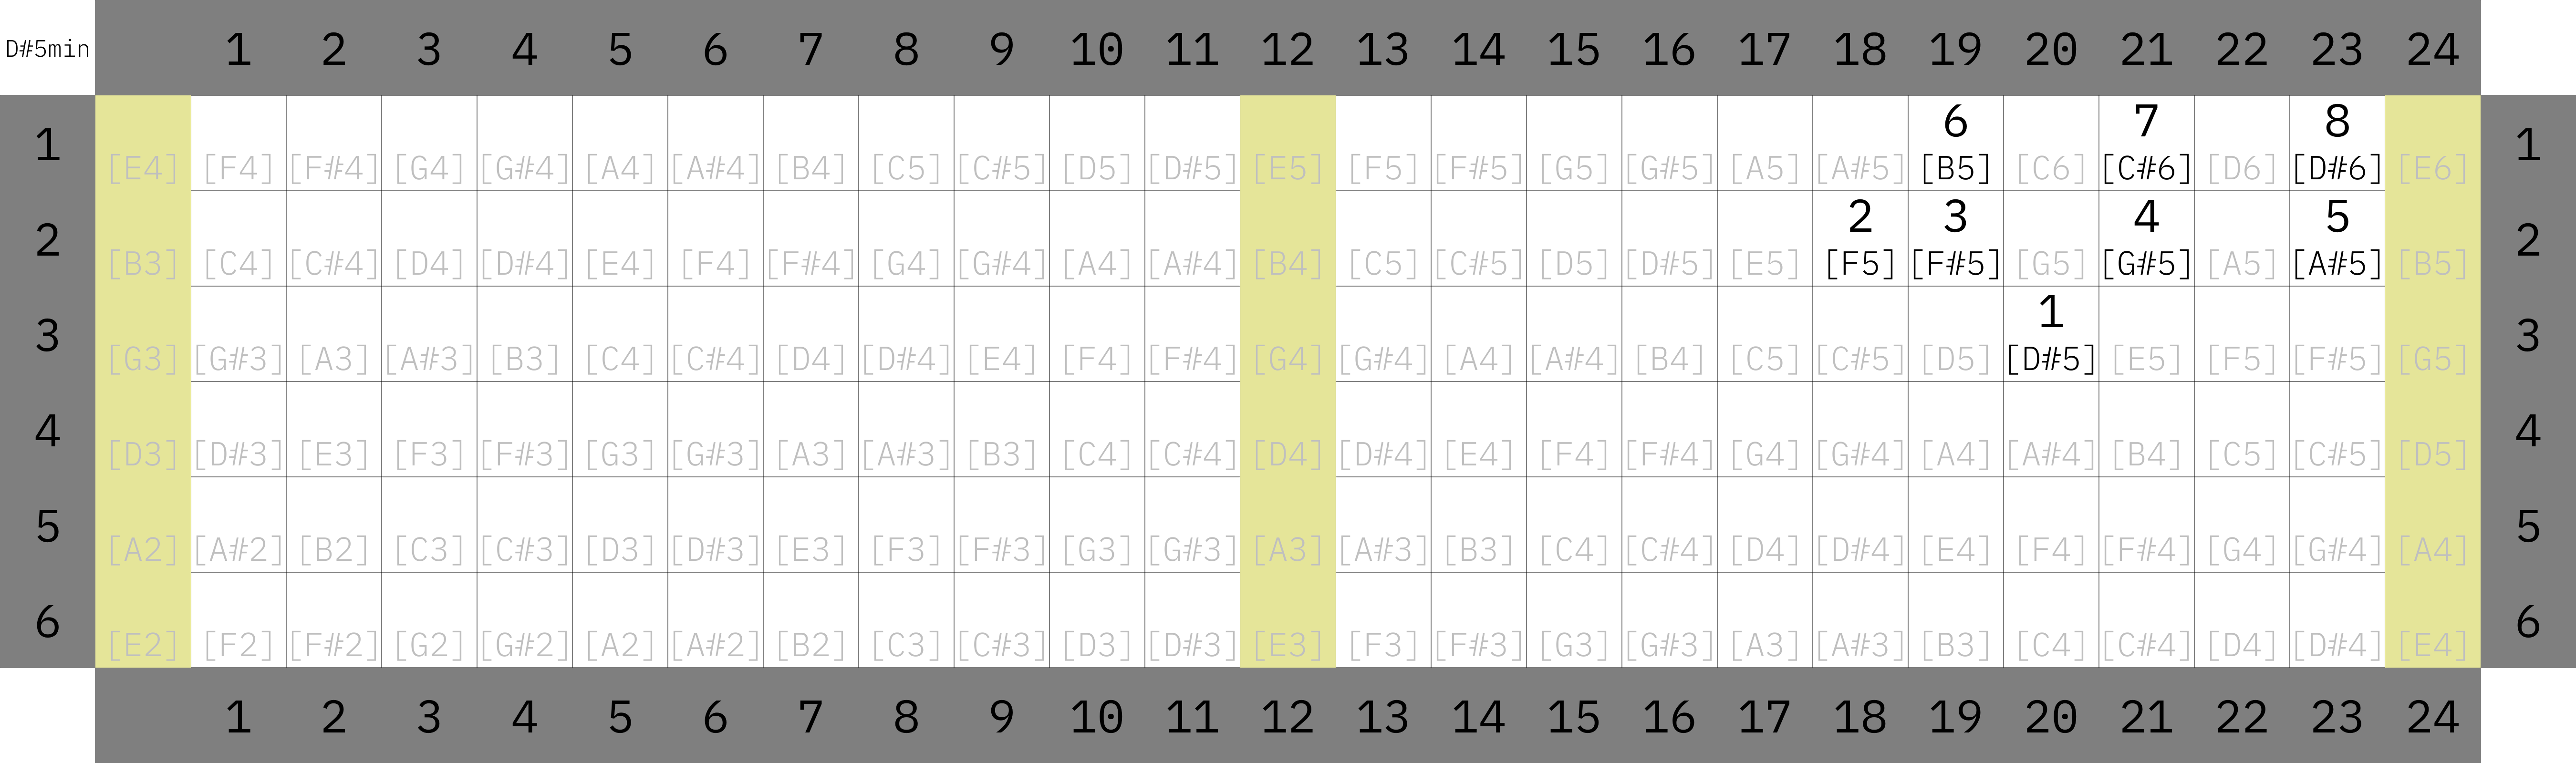 D#5min 1 2 3 4 5 6 7 8 9 10 11 12 13 14 15 16 17 18 19 20 21 22 23 24
6 7 8
1 [E4] [F4] [F#4] [G4] [G#4] [A4] [A#4] [B4] [C5] [C#5] [D5] [D#5] [E5] [F5] [F#5] [G5] [G#5] [A5] [A#5] [B5] [C6] [C#6] [D6] [D#6] [E6] 1
2 3 4 5
2 [B3] [C4] [C#4] [D4] [D#4] [E4] [F4] [F#4] [G4] [G#4] [A4] [A#4] [B4] [C5] [C#5] [D5] [D#5] [E5] [F5] [F#5] [G5] [G#5] [A5] [A#5] [B5] 2
1
3 [G3] [G#3] [A3] [A#3] [B3] [C4] [C#4] [D4] [D#4] [E4] [F4] [F#4] [G4] [G#4] [A4] [A#4] [B4] [C5] [C#5] [D5] [D#5] [E5] [F5] [F#5] [G5] 3
4 [D3] [D#3] [E3] [F3] [F#3] [G3] [G#3] [A3] [A#3] [B3] [C4] [C#4] [D4] [D#4] [E4] [F4] [F#4] [G4] [G#4] [A4] [A#4] [B4] [C5] [C#5] [D5] 4
5 [A2] [A#2] [B2] [C3] [C#3] [D3] [D#3] [E3] [F3] [F#3] [G3] [G#3] [A3] [A#3] [B3] [C4] [C#4] [D4] [D#4] [E4] [F4] [F#4] [G4] [G#4] [A4] 5
6 [E2] [F2] [F#2] [G2] [G#2] [A2] [A#2] [B2] [C3] [C#3] [D3] [D#3] [E3] [F3] [F#3] [G3] [G#3] [A3] [A#3] [B3] [C4] [C#4] [D4] [D#4] [E4] 6
1 2 3 4 5 6 7 8 9 10 11 12 13 14 15 16 17 18 19 20 21 22 23 24